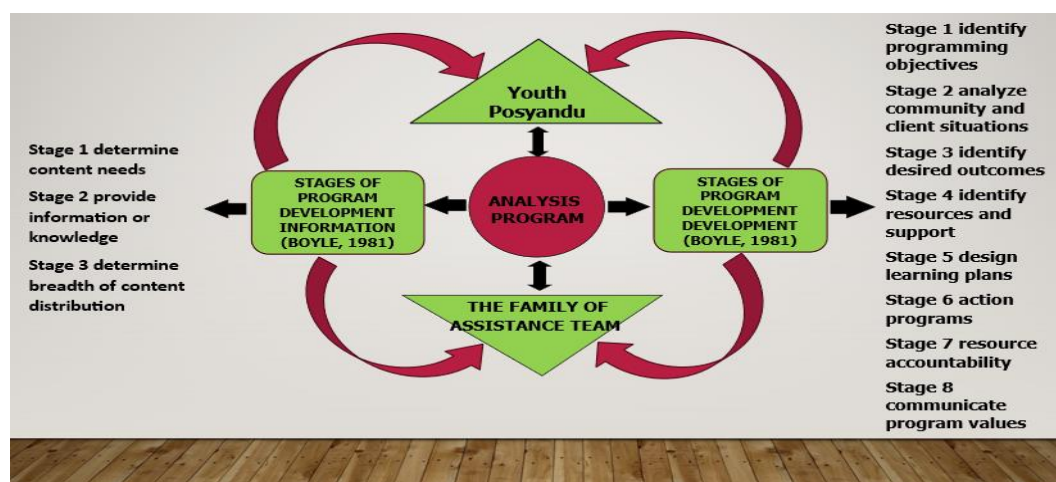 Stage 1 determine
content needs
Stage 2 provide
information or
knowledge
Stage 3 determine
breadth of content
distribution
STAGES OF
PROGRAM
DEVELOPMENT
INFORMATION
(BOYLE, 1981)
Youth
Posyandu
ANALYSIS
PROGRAM
THE FAMILY OF
ASSISTANCE TEAM
STAGES OF
PROGRAM
DEVELOPMENT
DEVELOPMENT
(BOYLE, 1981)
Stage 1 identify
programming
objectives
Stage 2 analyze
community and
client situations
Stage 3 identify
desired outcomes
Stage 4 identify
resources and
support
Stage 5 design
learning plans
Stage 6 action
programs
Stage 7 resource
accountability
Stage 8
communicate
program values